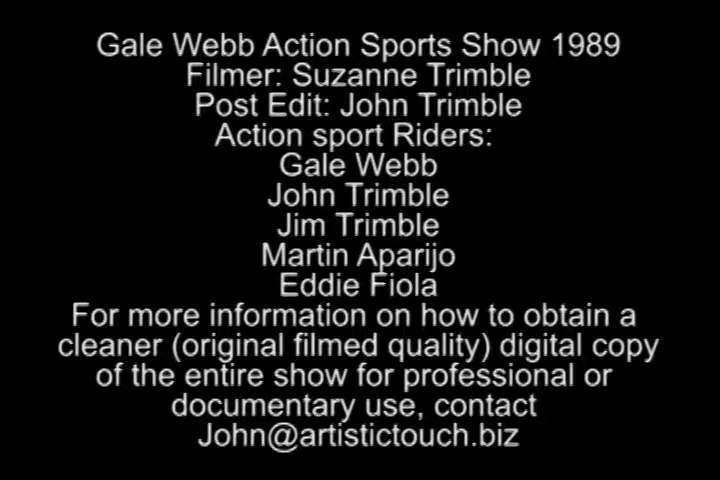 Gale Webb Action Sports Show 1989
Filmer: Suzanne Trimble
Post Edit: John Trimble
Action sport Riders:
Gale Webb
John Trimble
Jim Trimble
Martin Aparijo
Eddie Fiola
For more information on how to obtain a
cleaner (original filmed quality) digital copy
of the entire show for professional or
documentary use, contact
John@artistictouch.biz